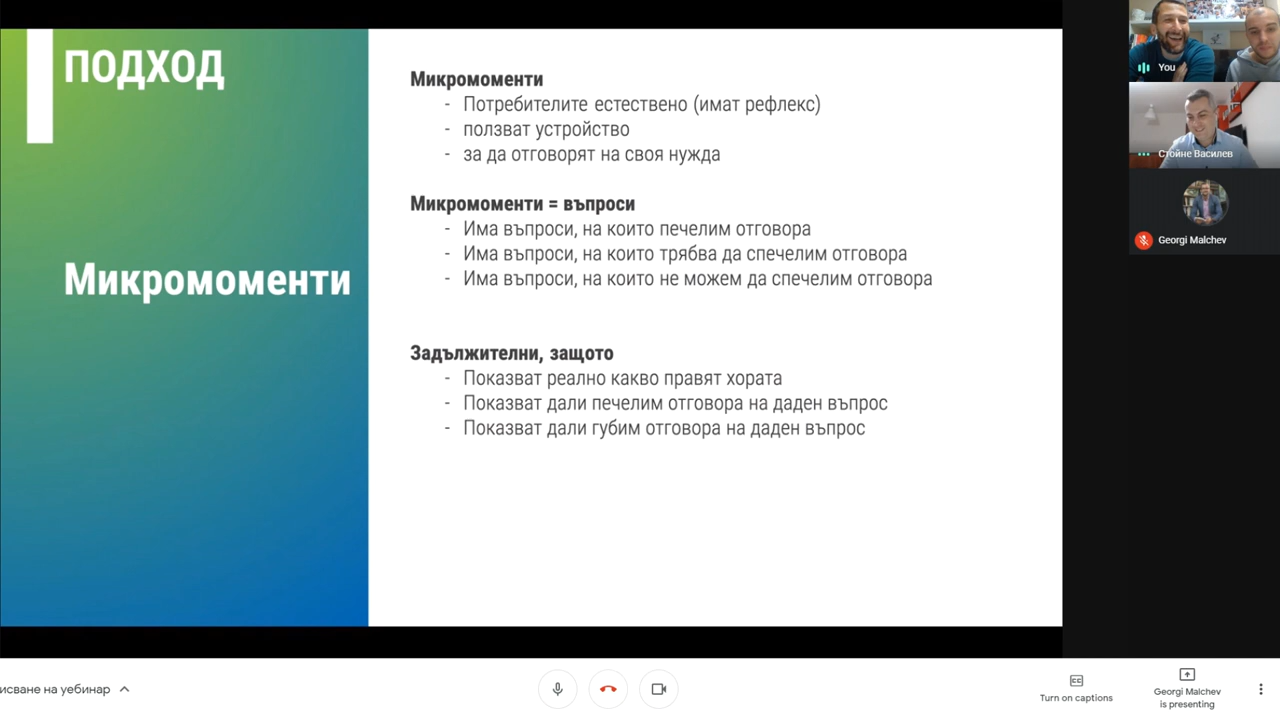 ПОДХОД
Микромоменти
Микромоменти
- Потребителите естествено (имат рефлекс)
- ползват устройство
- за да отговорят на своя нужда
Микромоменти = въпроси
- Има въпроси, на които печелим отговора
- Има въпроси, на които трябва да спечелим отговора
- Има въпроси, на които не можем да спечелим отговора
Задължителни, защото
- Показват реално какво правят хората
- Показват дали печелим отговора на даден въпрос
- Показват дали губим отговора на даден въпрос
You
Стойне Василев
Georgi Malchev
исване на уебинар
Turn on captions
Georgi Malchev
is presenting